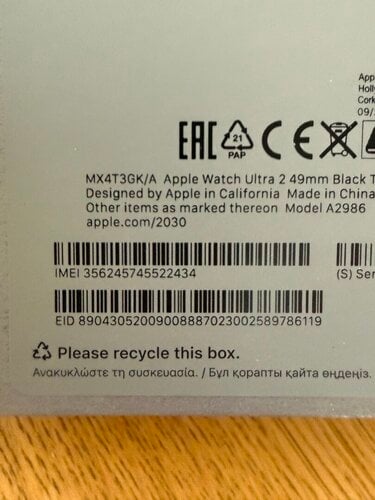 App
Holly
Cork
09/
EAC
21
PAP
CE
MX4T3GK/A Apple Watch Ultra 2 49mm Black T
Designed by Apple in California Made in China
Other items as marked thereon Model A2986
apple.com/2030
IMEI 356245745522434
(S) Ser
EID 89043052009008887023002589786119
Please recycle this box.
Ανακυκλώστε τη συσκευασία. / Бұл қорапты қайта өңдеңіз.